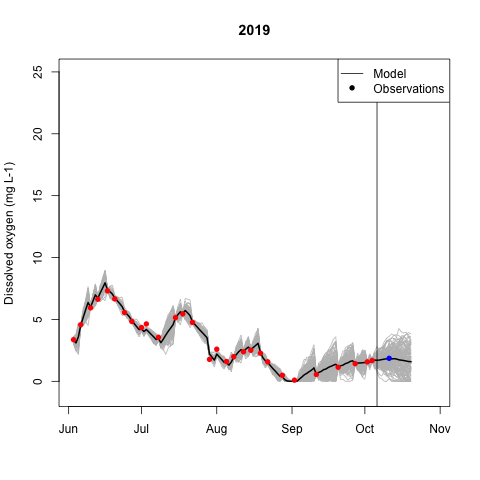 2019
Model
Observations
Dissolved oxygen (mg L-1)
25
20
15
10
5
0
Jun Jul Aug Sep Oct Nov